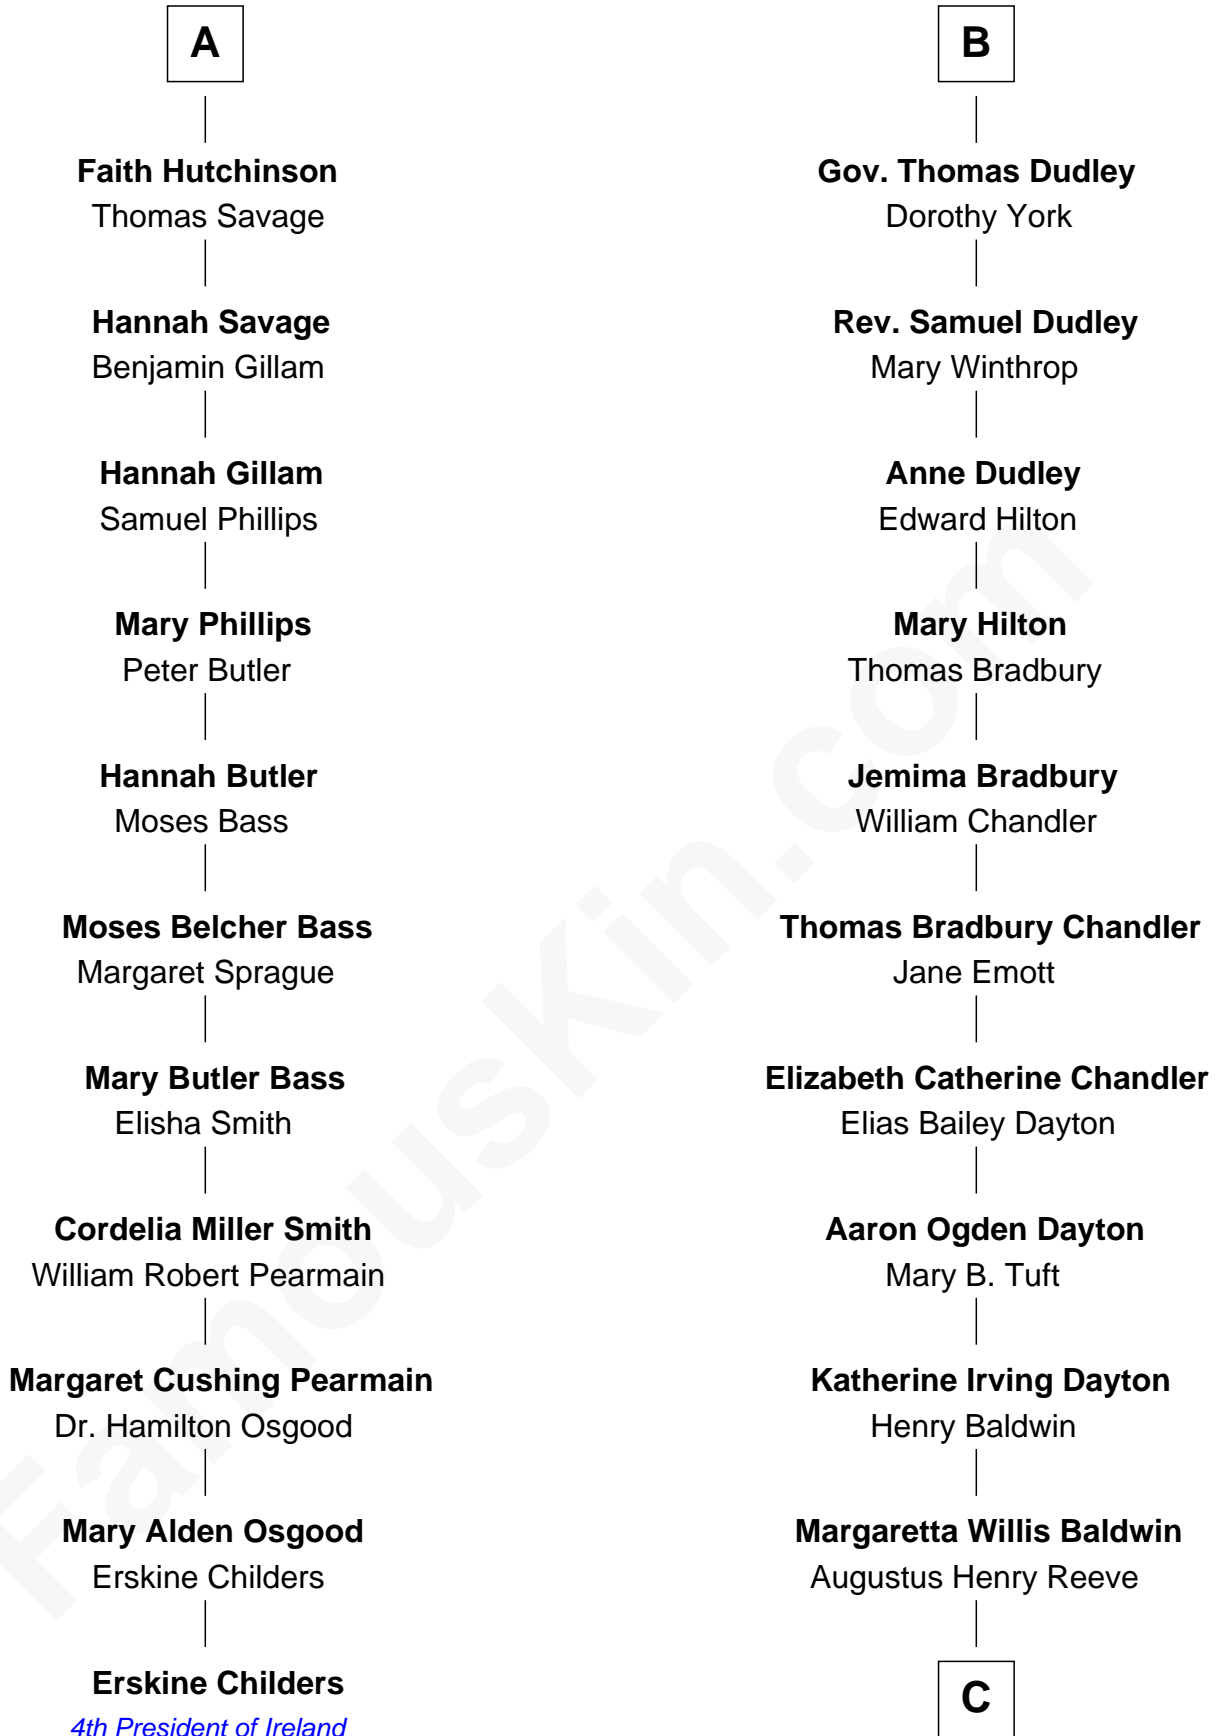 A
Faith Hutchinson
Thomas Savage
Hannah Savage
Benjamin Gillam
Hannah Gillam
Samuel Phillips
Mary Phillips
Peter Butler
Hannah Butler
Moses Bass
Moses Belcher Bass
Margaret Sprague
Mary Butler Bass
Elisha Smith
Cordelia Miller Smith
William Robert Pearmain
Margaret Cushing Pearmain
Dr. Hamilton Osgood
Mary Alden Osgood
Erskine Childers
Erskine Childers
4th President of Ireland
B
Gov. Thomas Dudley
Dorothy York
Rev. Samuel Dudley
Mary Winthrop
Anne Dudley
Edward Hilton
Mary Hilton
Thomas Bradbury
Jemima Bradbury
William Chandler
Thomas Bradbury Chandler
Jane Emott
Elizabeth Catherine Chandler
Elias Bailey Dayton
Aaron Ogden Dayton
Mary B. Tuft
Katherine Irving Dayton
Henry Baldwin
Margaretta Willis Baldwin
Augustus Henry Reeve
C
FamousKin.com